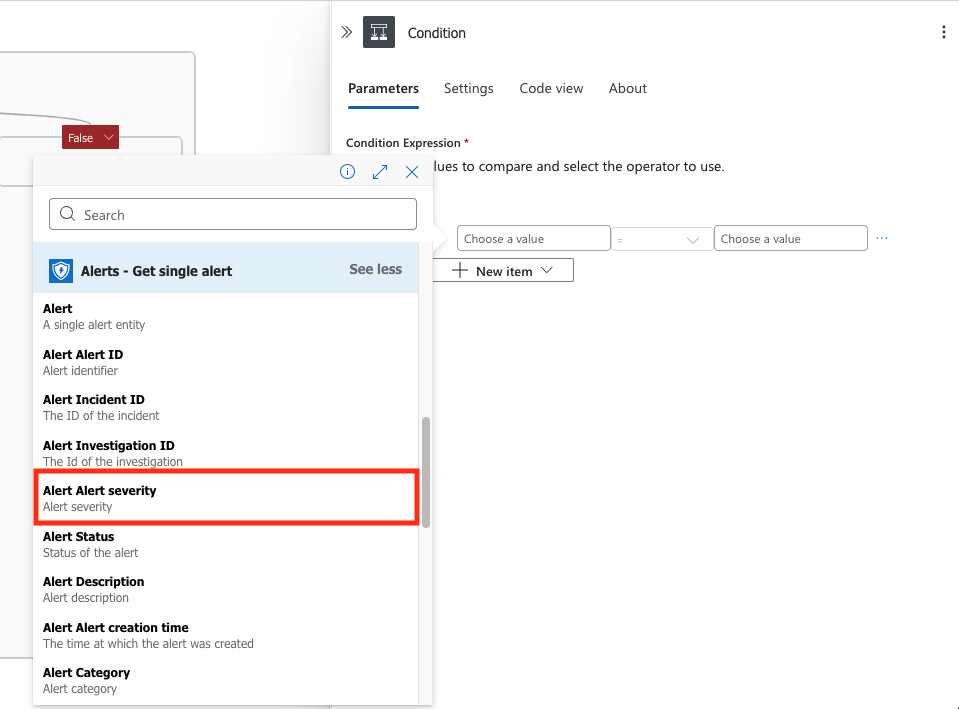 Condition
Parameters Settings Code view About
False
Condition Expression *
lues to compare and select the operator to use.
Search
Choose a value = Choose a value ...
New item
Alerts - Get single alert See less
Alert
A single alert entity
Alert Alert ID
Alert identifier
Alert Incident ID
The ID of the incident
Alert Investigation ID
The Id of the investigation
Alert Alert severity
Alert severity
Alert Status
Status of the alert
Alert Description
Alert description
Alert Alert creation time
The time at which the alert was created
Alert Category
Alert category